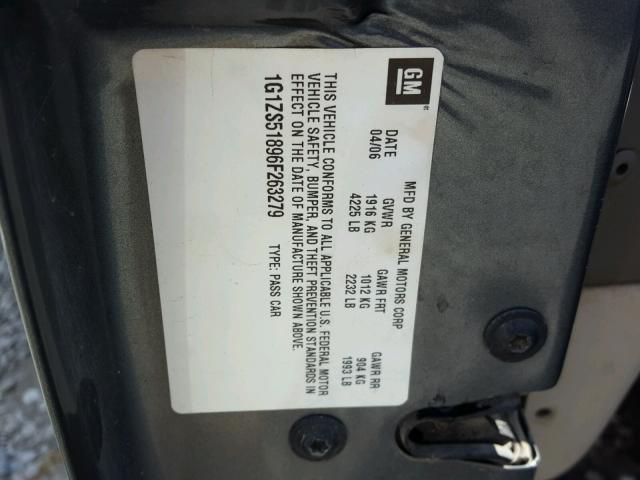 GM
MFD BY GENERAL MOTORS CORP
DATE GVWR GAWR FRT GAWR RR
04/06 1916 KG 1012 KG 904 KG
4225 LB 2232 LB 1993 LB
THIS VEHICLE CONFORMS TO ALL APPLICABLE U.S. FEDERAL MOTOR
VEHICLE SAFETY, BUMPER, AND THEFT PREVENTION STANDARDS IN
EFFECT ON THE DATE OF MANUFACTURE SHOWN ABOVE.
1G1ZS51896F263279 TYPE: PASS CAR